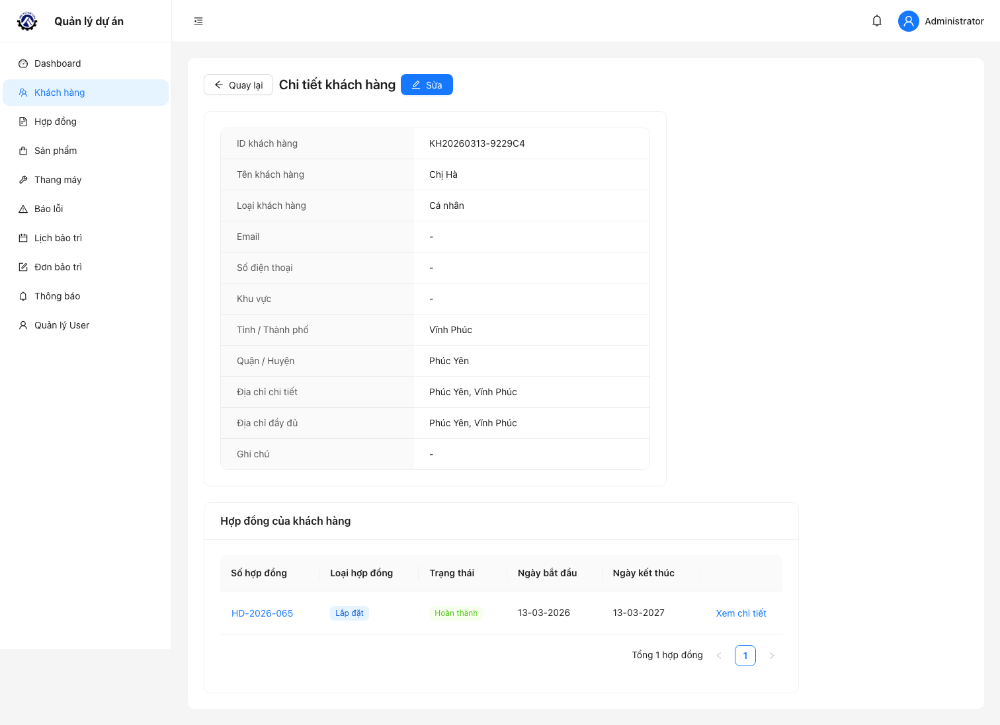 Quản lý dự án
Administrator
Dashboard
Khách hàng
Hợp đồng
Sản phẩm
Thang máy
Báo lỗi
Lịch bảo trì
Đơn bảo trì
Thông báo
Quản lý User
Quay lại
Chi tiết khách hàng
Sửa
ID khách hàng KH20260313-9229C4
Tên khách hàng Chị Hà
Loại khách hàng Cá nhân
Email -
Số điện thoại -
Khu vực -
Tỉnh / Thành phố Vĩnh Phúc
Quận / Huyện Phúc Yên
Địa chỉ chi tiết Phúc Yên, Vĩnh Phúc
Địa chỉ đầy đủ Phúc Yên, Vĩnh Phúc
Ghi chú -
Hợp đồng của khách hàng
Số hợp đồng Loại hợp đồng Trạng thái Ngày bắt đầu Ngày kết thúc
HD-2026-065 Lắp đặt Hoàn thành 13-03-2026 13-03-2027 Xem chi tiết
Tổng 1 hợp đồng 1